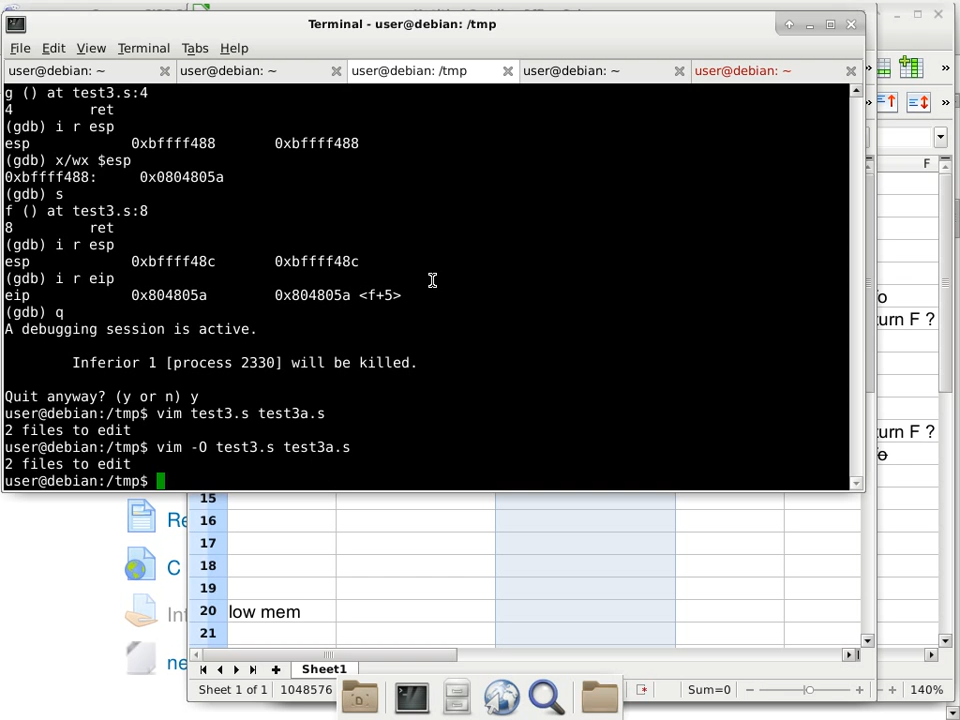 Terminal - user@debian: /tmp
File Edit View Terminal Tabs Help
user@debian: ~ user@debian: ~ user@debian: /tmp user@debian: ~ user@debian: ~
g () at test3.s:4
4 ret
(gdb) i r esp
esp 0xbffff488 0xbffff488
(gdb) x/wx $esp
0xbffff488: 0x0804805a
(gdb) s
f () at test3.s:8
8 ret
(gdb) i r esp
esp 0xbffff48c 0xbffff48c
(gdb) i r eip
eip 0x804805a 0x804805a <f+5>
(gdb) q
A debugging session is active.
Inferior 1 [process 2330] will be killed.
Quit anyway? (y or n) y
user@debian:/tmp$ vim test3.s test3a.s
2 files to edit
user@debian:/tmp$ vim -O test3.s test3a.s
2 files to edit
user@debian:/tmp$
F
urn F ?
urn F ?
15
16
17
18
19
20 low mem
21
Re
C
Int
ne
Sheet1
Sheet 1 of 1 1048576 Sum=0 140%